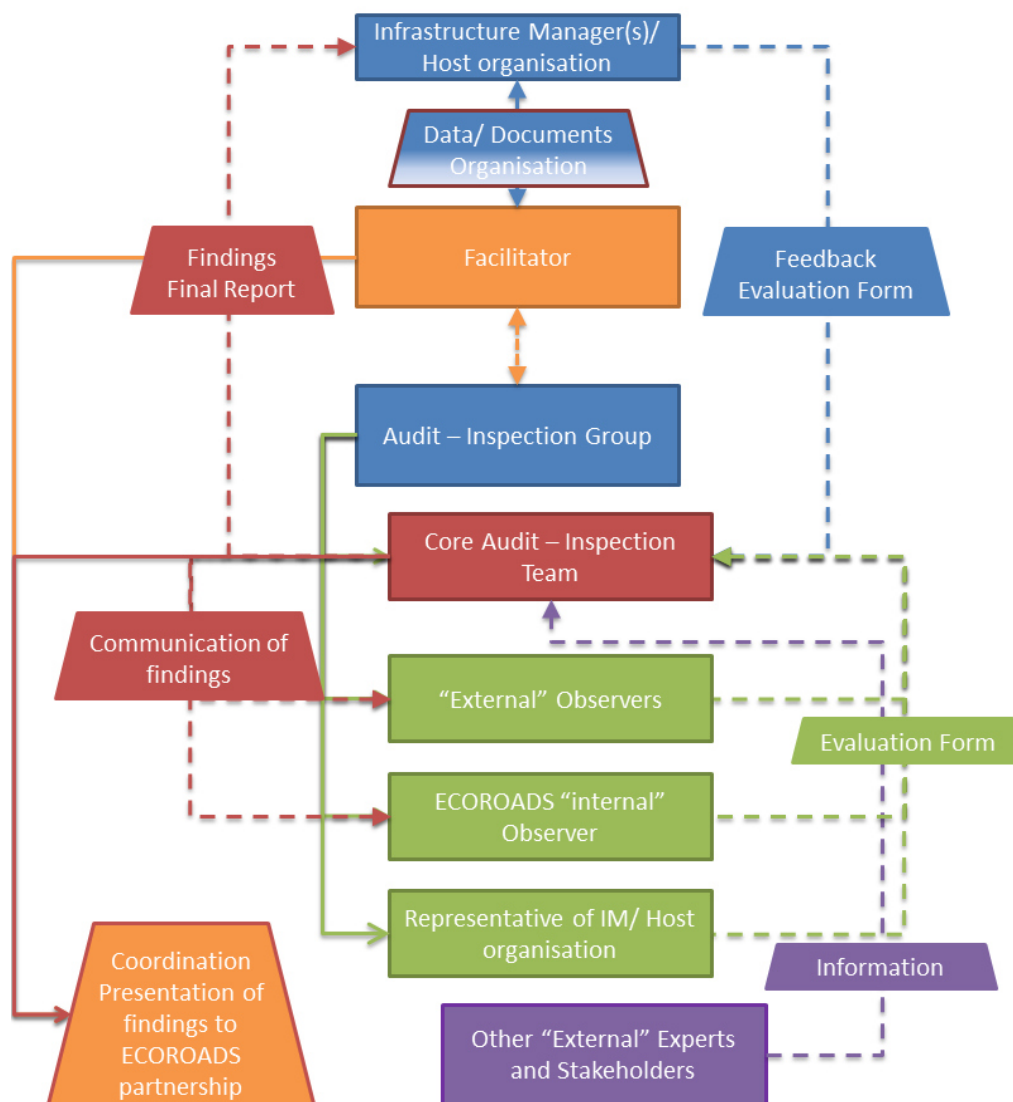 Infrastructure Manager(s)/
Host organisation
Data/ Documents
Organisation
Findings
Final Report
Facilitator
Feedback
Evaluation Form
Audit – Inspection Group
Core Audit – Inspection
Team
Communication of
findings
“External” Observers
Evaluation Form
ECOROADS “internal”
Observer
Representative of IM/ Host
organisation
Coordination
Presentation of
findings to
ECOROADS
partnership
Information
Other “External” Experts
and Stakeholders